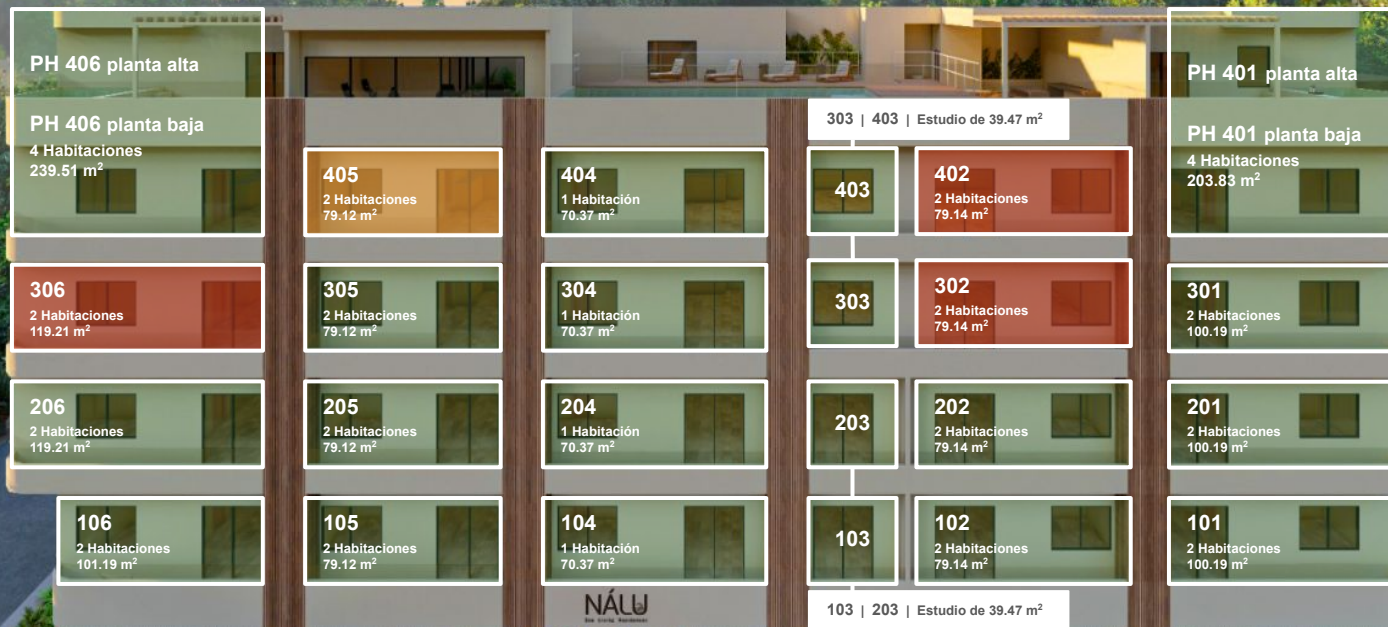 PH 406 planta alta
PH 406 planta baja
4 Habitaciones
239.51 m²
PH 401 planta alta
PH 401 planta baja
4 Habitaciones
203.83 m²
303 | 403 | Estudio de 39.47 m²
405
2 Habitaciones
79.12 m²
404
1 Habitación
70.37 m²
403
402
2 Habitaciones
79.14 m²
306
2 Habitaciones
119.21 m²
305
2 Habitaciones
79.12 m²
304
1 Habitación
70.37 m²
303
302
2 Habitaciones
79.14 m²
301
2 Habitaciones
100.19 m²
206
2 Habitaciones
119.21 m²
205
2 Habitaciones
79.12 m²
204
1 Habitación
70.37 m²
203
202
2 Habitaciones
79.14 m²
201
2 Habitaciones
100.19 m²
106
2 Habitaciones
101.19 m²
105
2 Habitaciones
79.12 m²
104
1 Habitación
70.37 m²
103
102
2 Habitaciones
79.14 m²
101
2 Habitaciones
100.19 m²
NÁLU
103 | 203 | Estudio de 39.47 m²